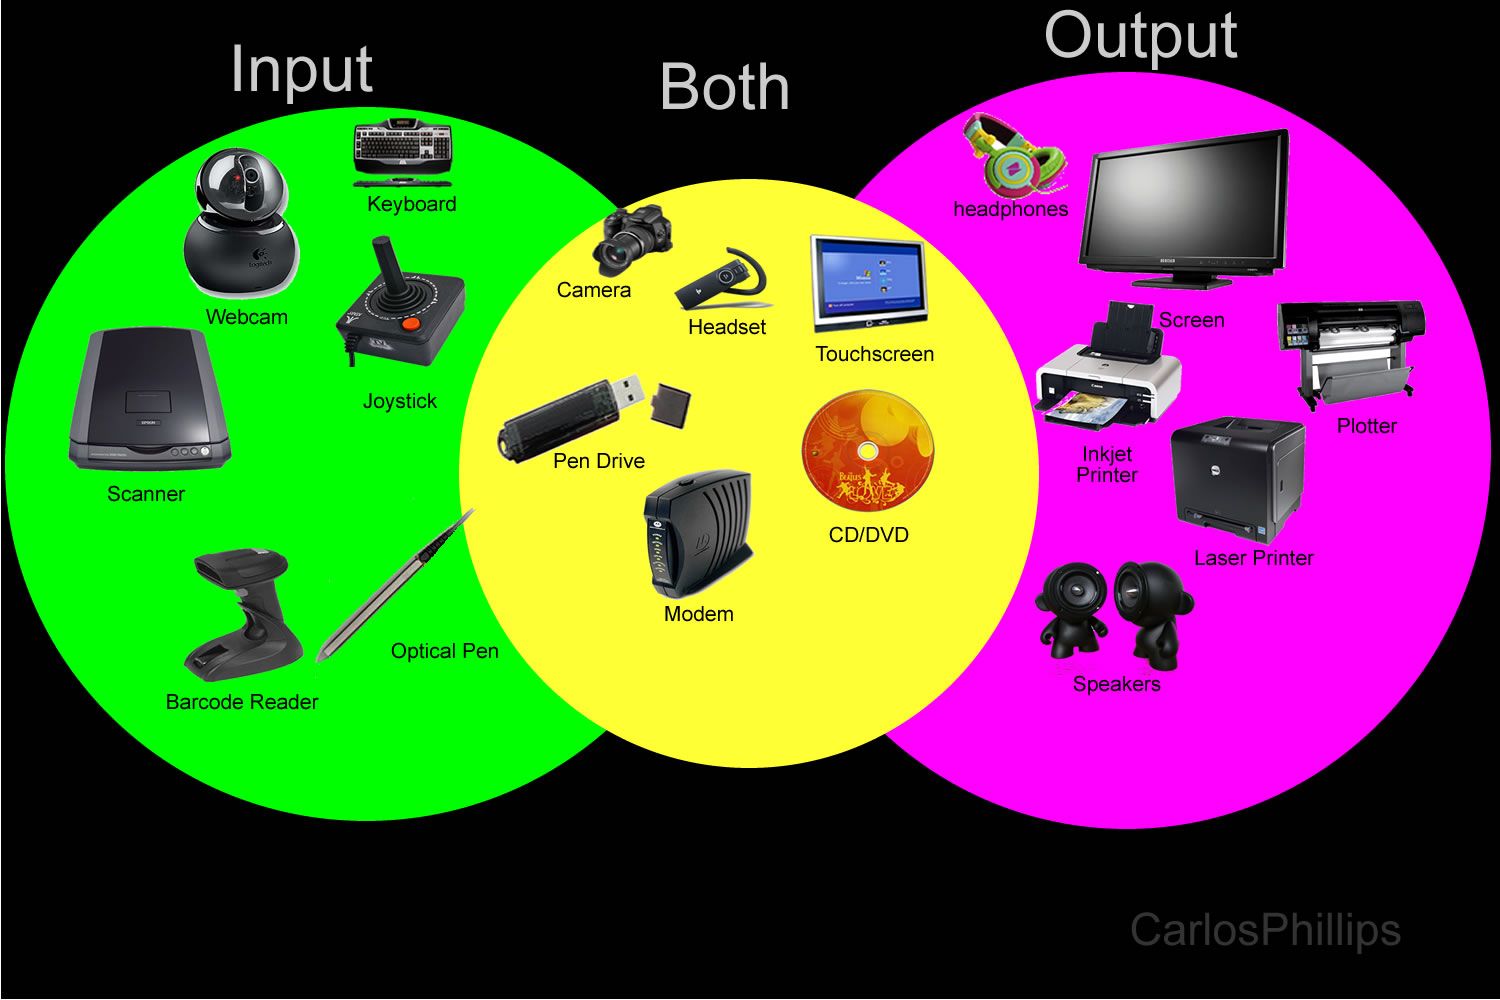 Input
Both
Output
Keyboard
Webcam
Joystick
Scanner
Optical Pen
Barcode Reader
Camera
Headset
Touchscreen
Pen Drive
CD/DVD
Modem
headphones
Screen
Plotter
Inkjet
Printer
Laser Printer
Speakers
CarlosPhillips